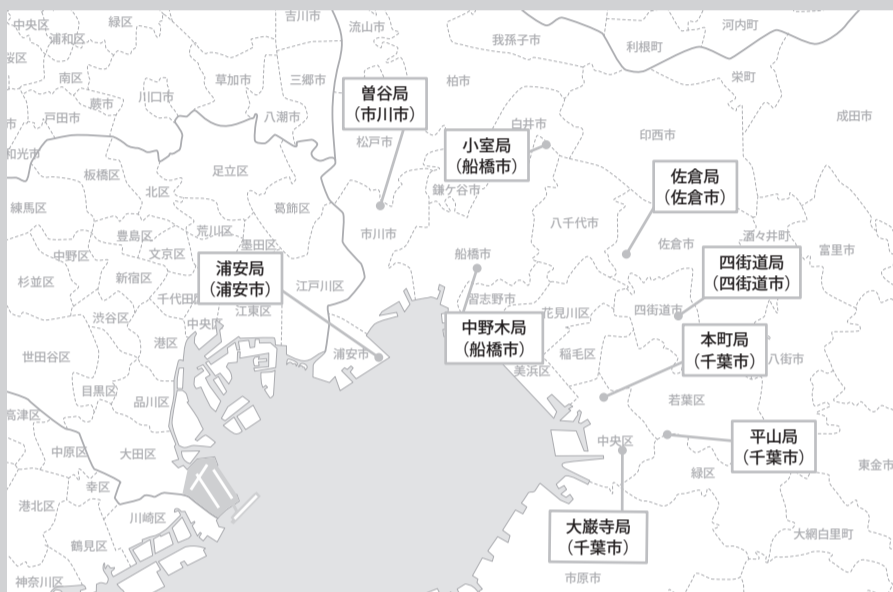 中央区
緑区
浦和区
桜区
南区
蕨市
戸田市
川口市
草加市
吉川市
三郷市
八潮市
流山市
我孫子市
利根町
河内町
栄町
柏市
成田市
曽谷局
（市川市）
松戸市
白井市
小室局
（船橋市）
印西市
和光市
板橋区
足立区
北区
葛飾区
鎌ケ谷市
佐倉局
（佐倉市）
練馬区
豊島区
荒川区
墨田区
文京区
中野区
市川市
船橋市
八千代市
佐倉市
酒々井町
富里市
杉並区
新宿区
千代田区
浦安局
（浦安市）
江戸川区
江東区
中央区
習志野市
花見川区
四街道市
四街道局
（四街道市）
渋谷区
港区
世田谷区
浦安市
中野木局
（船橋市）
稲毛区
美浜区
本町局
（千葉市）
八街市
目黒区
品川区
若葉区
高津区
中原区
大田区
中央区
平山局
（千葉市）
緑区
東金市
幸区
港北区
川崎区
大巌寺局
（千葉市）
大網白里町
鶴見区
神奈川区
市原市